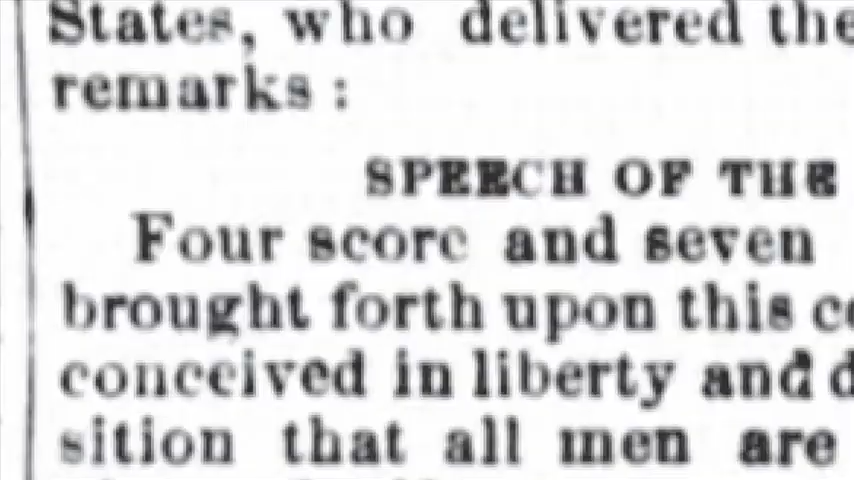 States, who delivered the
remarks:
SPEECH OF THE
Four score and seven
brought forth upon this
conceived in liberty and
sition that all men are